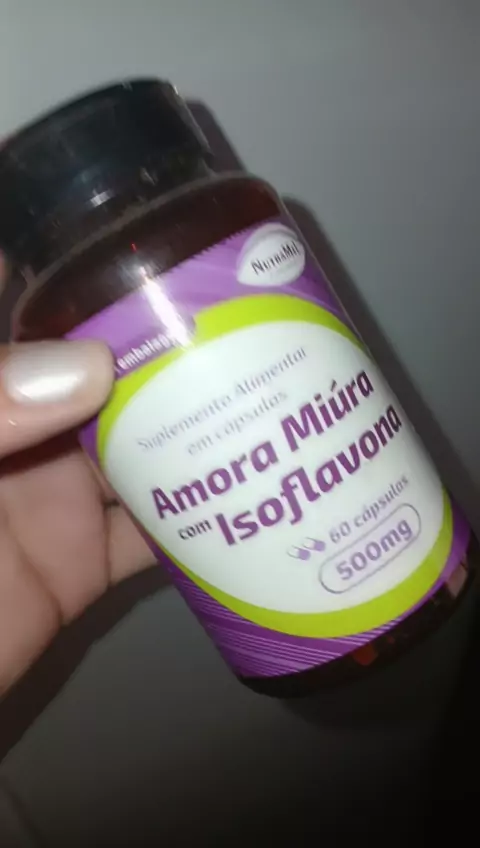 NUTRAMIL
embalag
Suplemento Alimentar
em cápsulas
Amora Miúra
com Isoflavona
60 cápsulas
500mg